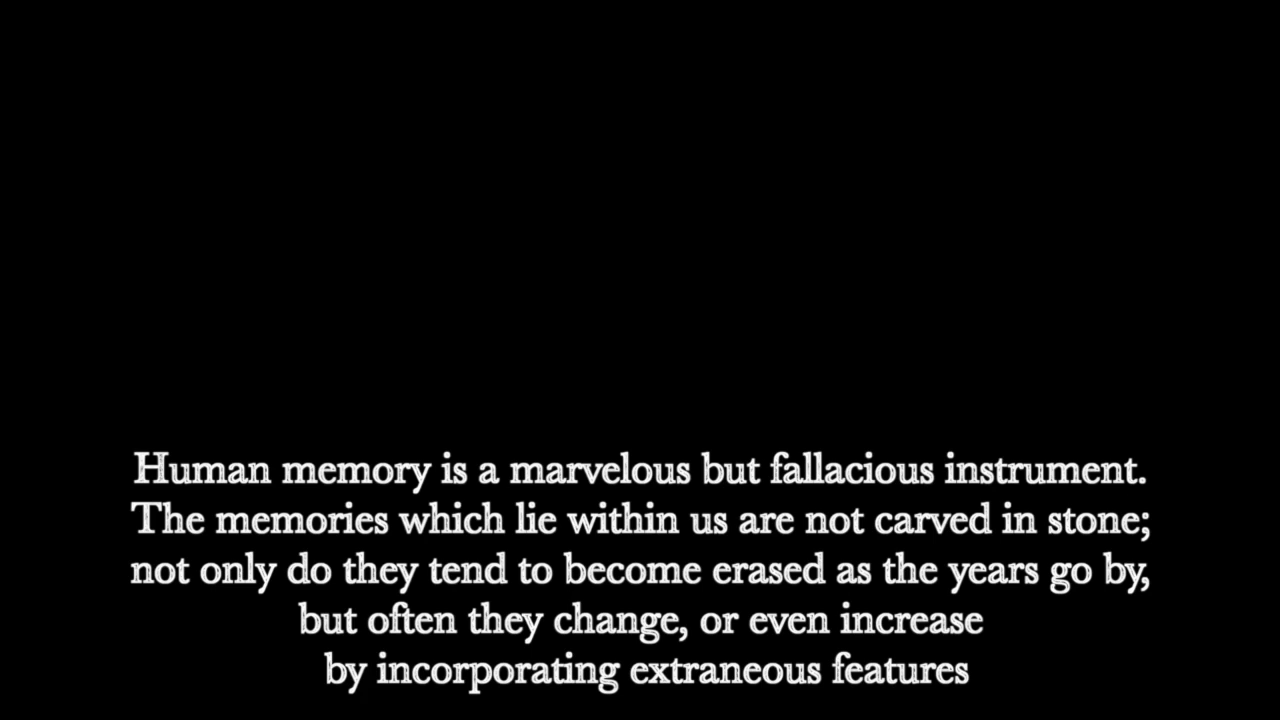 Human memory is a marvelous but fallacious instrument.
The memories which lie within us are not carved in stone;
not only do they tend to become erased as the years go by,
but often they change, or even increase
by incorporating extraneous features